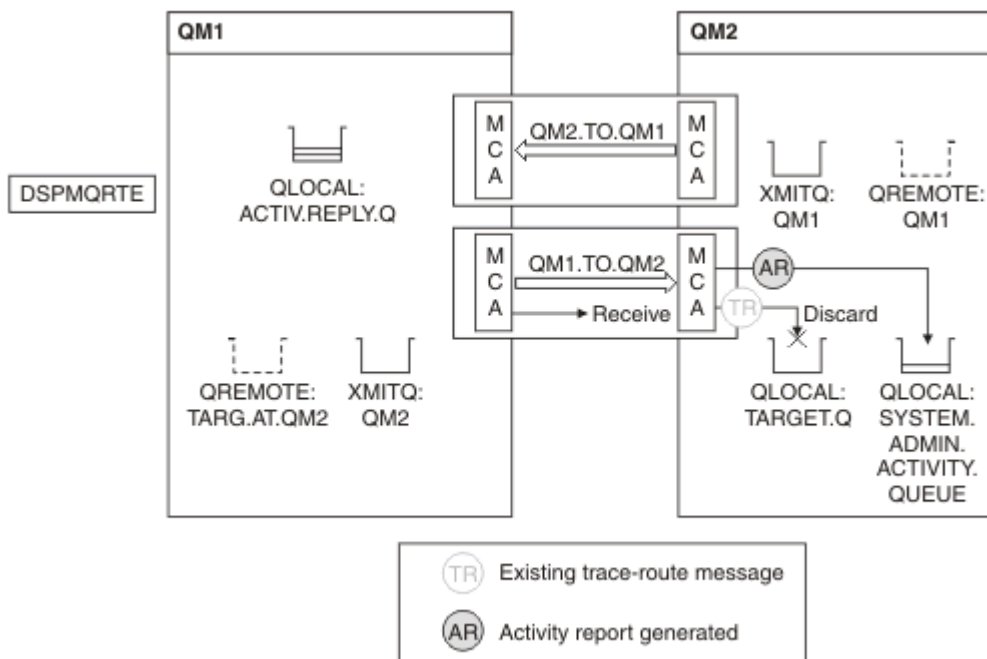 QM1
QM2
DSPMQRTE
QLOCAL:
ACTIV.REPLY.Q
M
C
A
QM2.TO.QM1
M
C
A
XMITQ:
QM1
QREMOTE:
QM1
M
C
A
QM1.TO.QM2
Receive
M
C
A
AR
TR
Discard
QREMOTE:
TARG.AT.QM2
XMITQ:
QM2
QLOCAL:
TARGET.Q
QLOCAL:
SYSTEM.
ADMIN.
ACTIVITY.
QUEUE
TR Existing trace-route message
AR Activity report generated